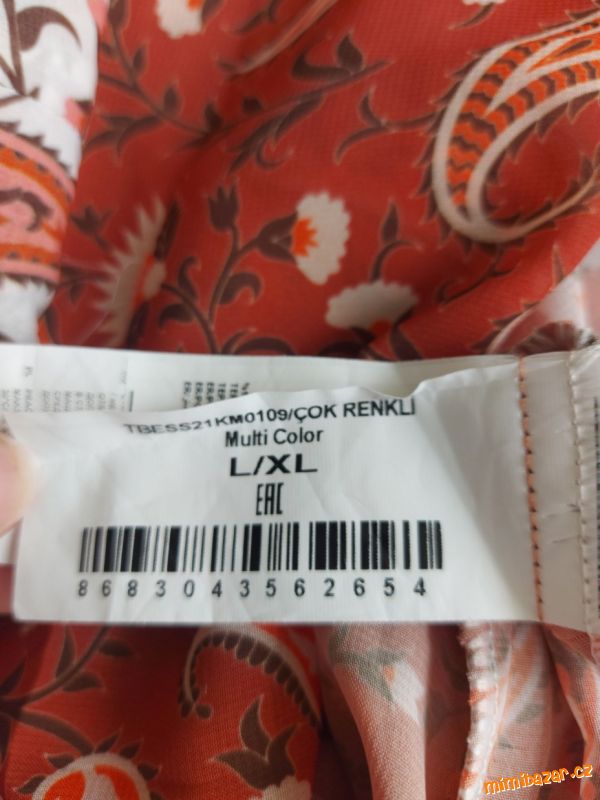 TBESS21KM0109/ÇOK RENKLİ
Multi Color
L/XL
EAC
8683043562654
mimibazar.cz